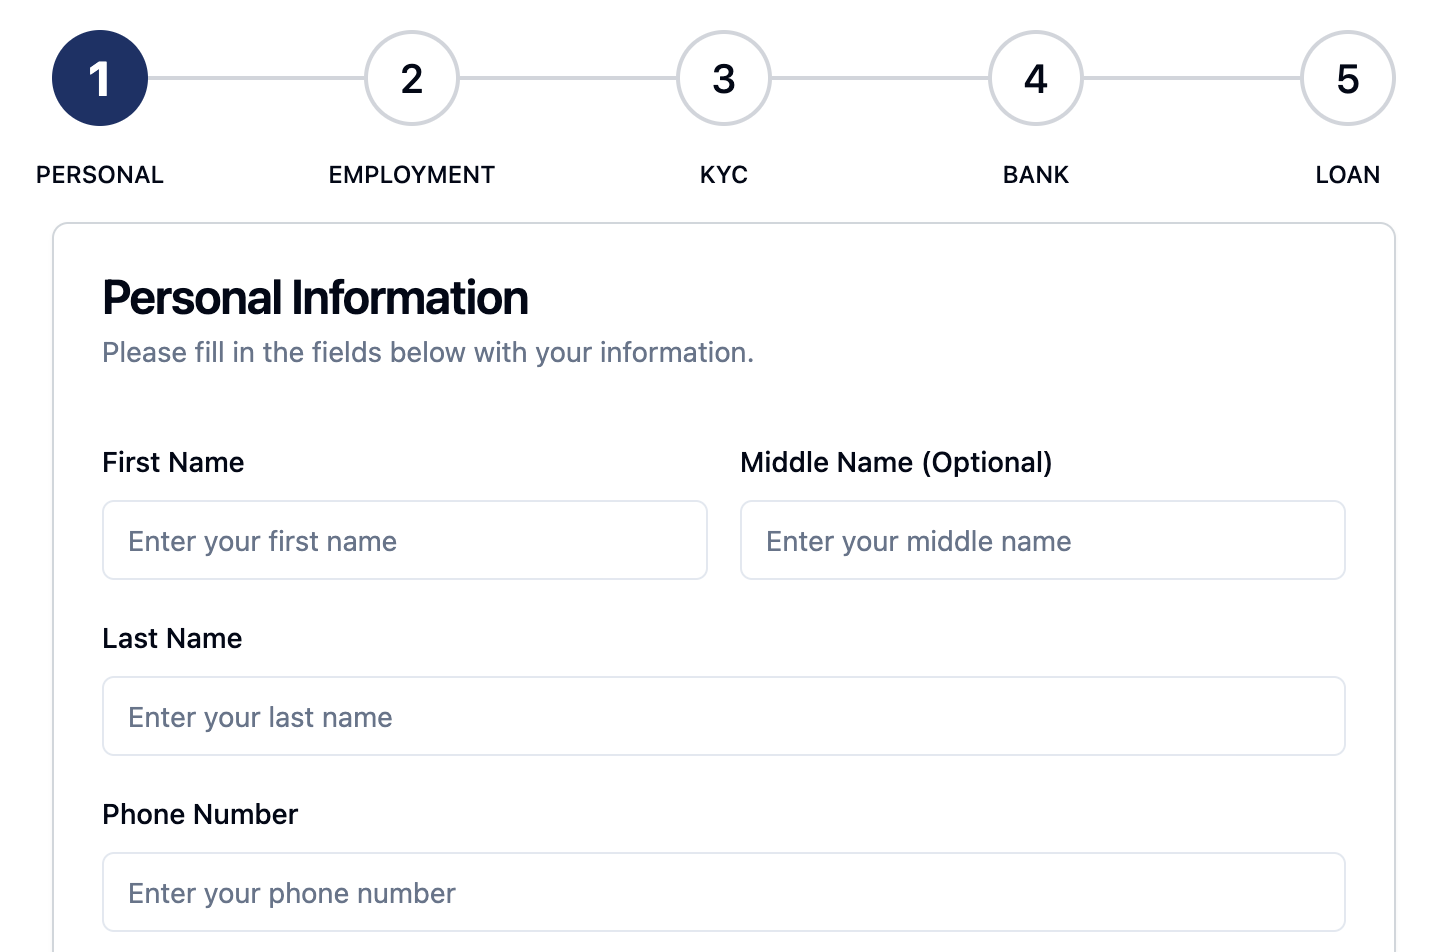 1 2 3 4 5
PERSONAL EMPLOYMENT KYC BANK LOAN
Personal Information
Please fill in the fields below with your information.
First Name Middle Name (Optional)
Enter your first name Enter your middle name
Last Name
Enter your last name
Phone Number
Enter your phone number